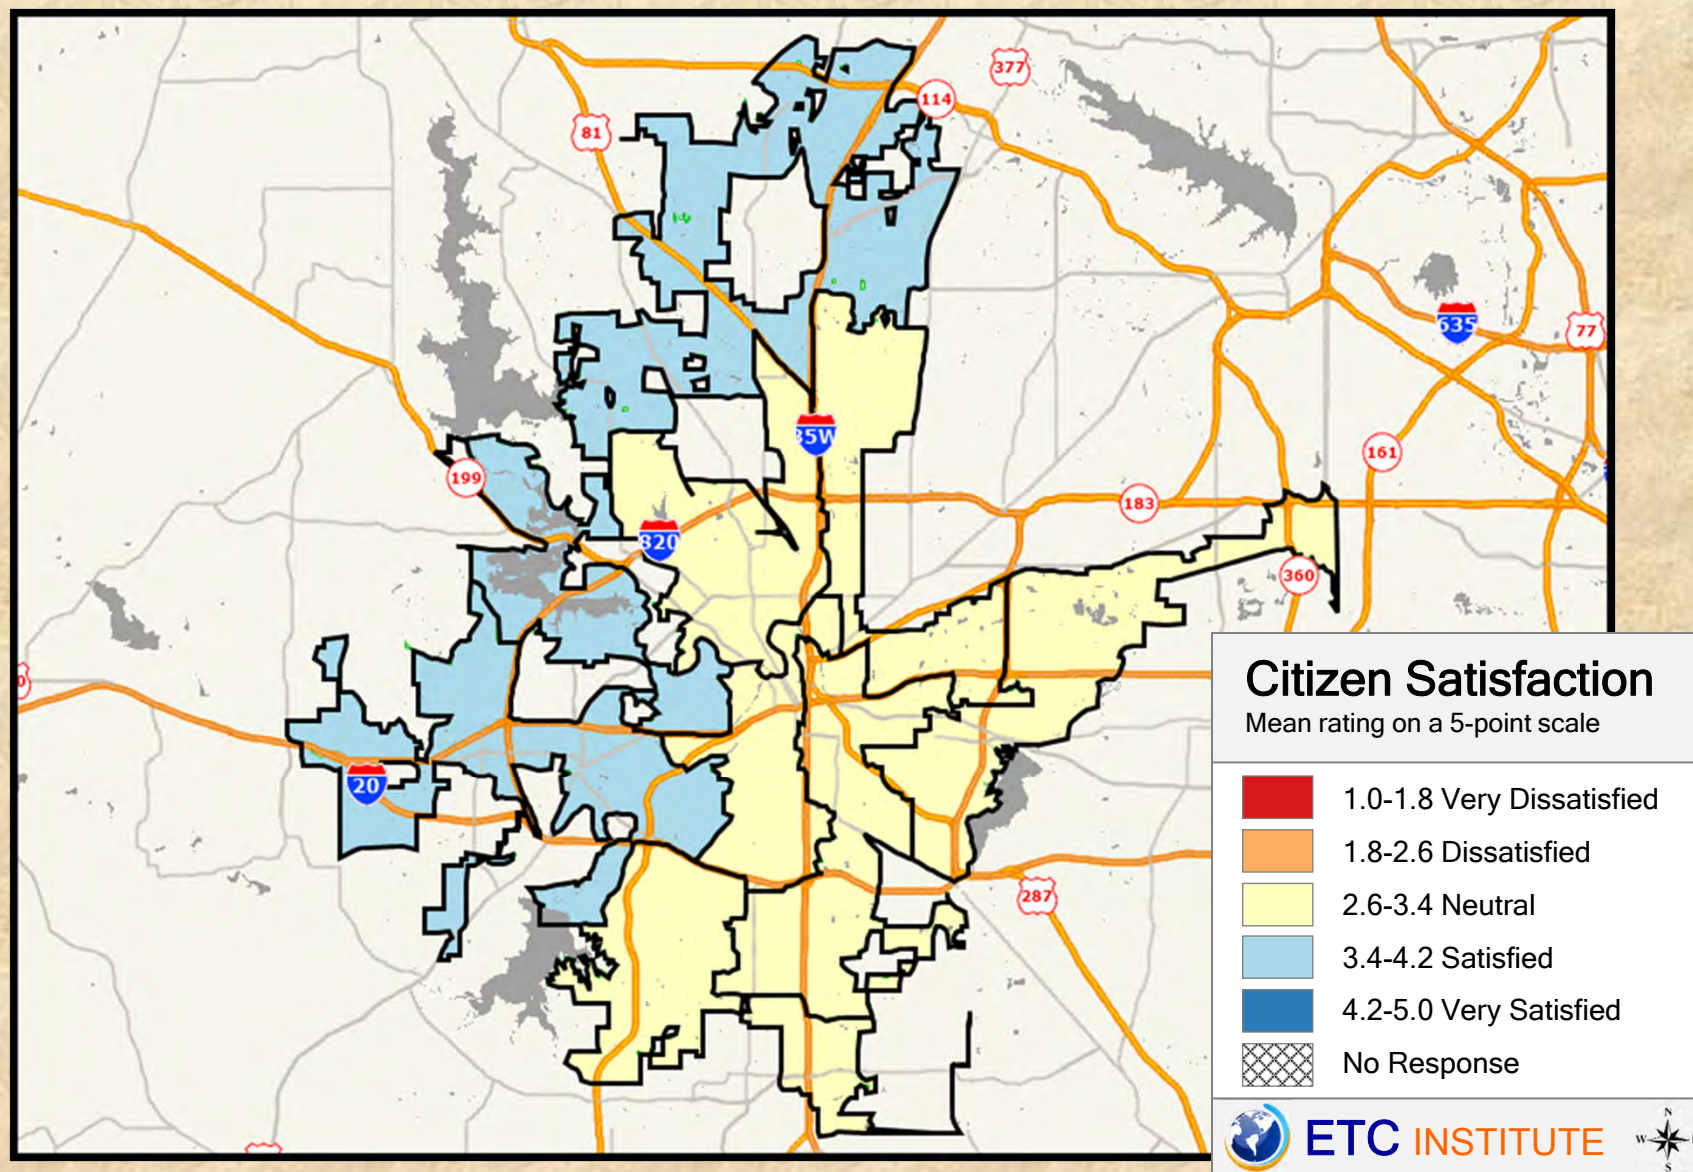 377
114
81
635
77
35W
199
161
183
820
360
Citizen Satisfaction
Mean rating on a 5-point scale
20
1.0-1.8 Very Dissatisfied
1.8-2.6 Dissatisfied
287
2.6-3.4 Neutral
3.4-4.2 Satisfied
4.2-5.0 Very Satisfied
No Response
ETC INSTITUTE
N
W
S